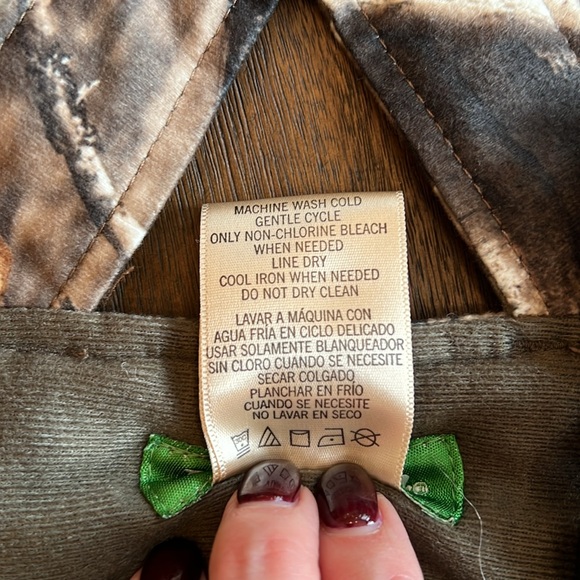 MACHINE WASH COLD
GENTLE CYCLE
ONLY NON-CHLORINE BLEACH
WHEN NEEDED
LINE DRY
COOL IRON WHEN NEEDED
DO NOT DRY CLEAN
LAVAR A MÁQUINA CON
AGUA FRÍA EN CICLO DELICADO
USAR SOLAMENTE BLANQUEADOR
SIN CLORO CUANDO SE NECESITE
SECAR COLGADO
PLANCHAR EN FRÍO
CUANDO SE NECESITE
NO LAVAR EN SECO